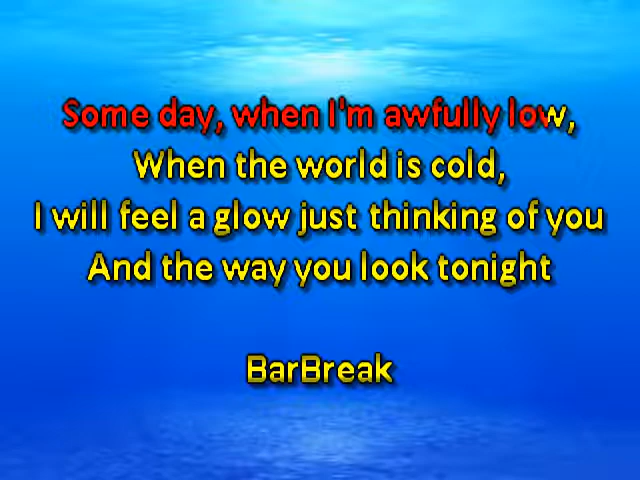 Some day, when I'm awfully low,
When the world is cold,
I will feel a glow just thinking of you
And the way you look tonight
BarBreak